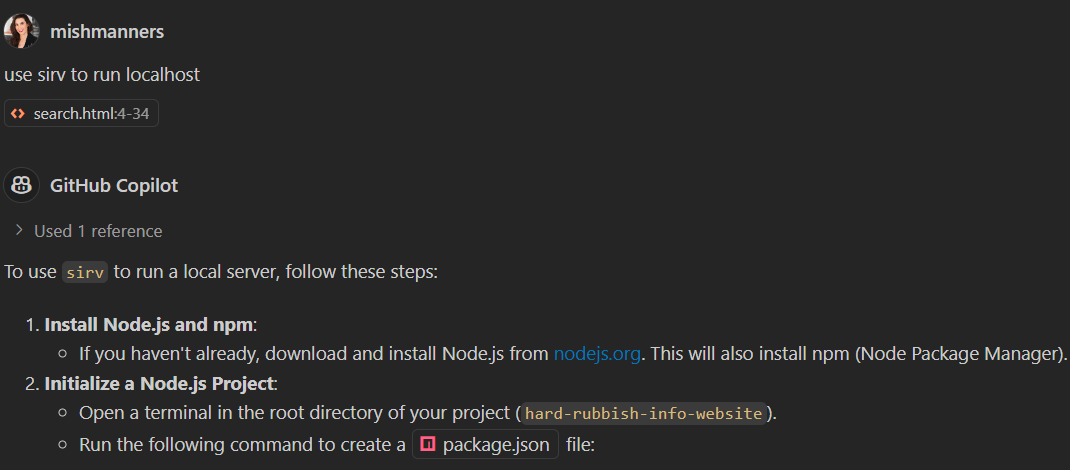 mishmanners
use sirv to run localhost
search.html:4-34
GitHub Copilot
Used 1 reference
To use sirv to run a local server, follow these steps:
1. Install Node.js and npm:
If you haven't already, download and install Node.js from nodejs.org. This will also install npm (Node Package Manager).
2. Initialize a Node.js Project:
Open a terminal in the root directory of your project (hard-rubbish-info-website).
Run the following command to create a package.json file: